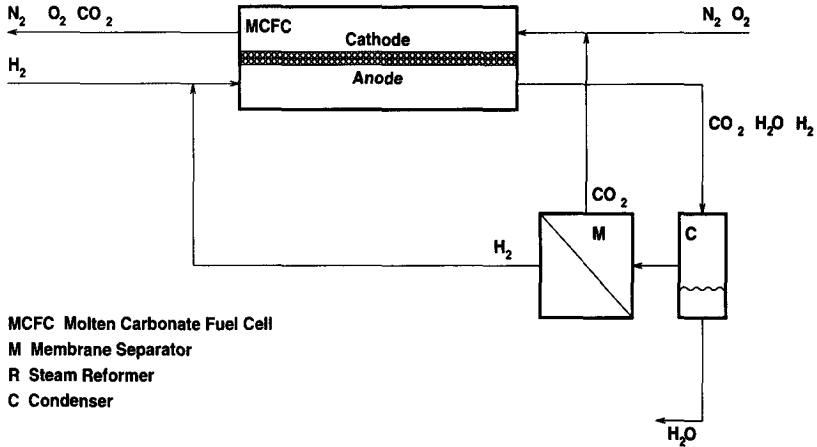 N₂ O₂ CO₂
MCFC
Cathode
N₂ O₂
H₂
Anode
CO₂ H₂O H₂
CO₂
M
C
H₂
MCFC Molten Carbonate Fuel Cell
M Membrane Separator
R Steam Reformer
C Condenser
H₂O